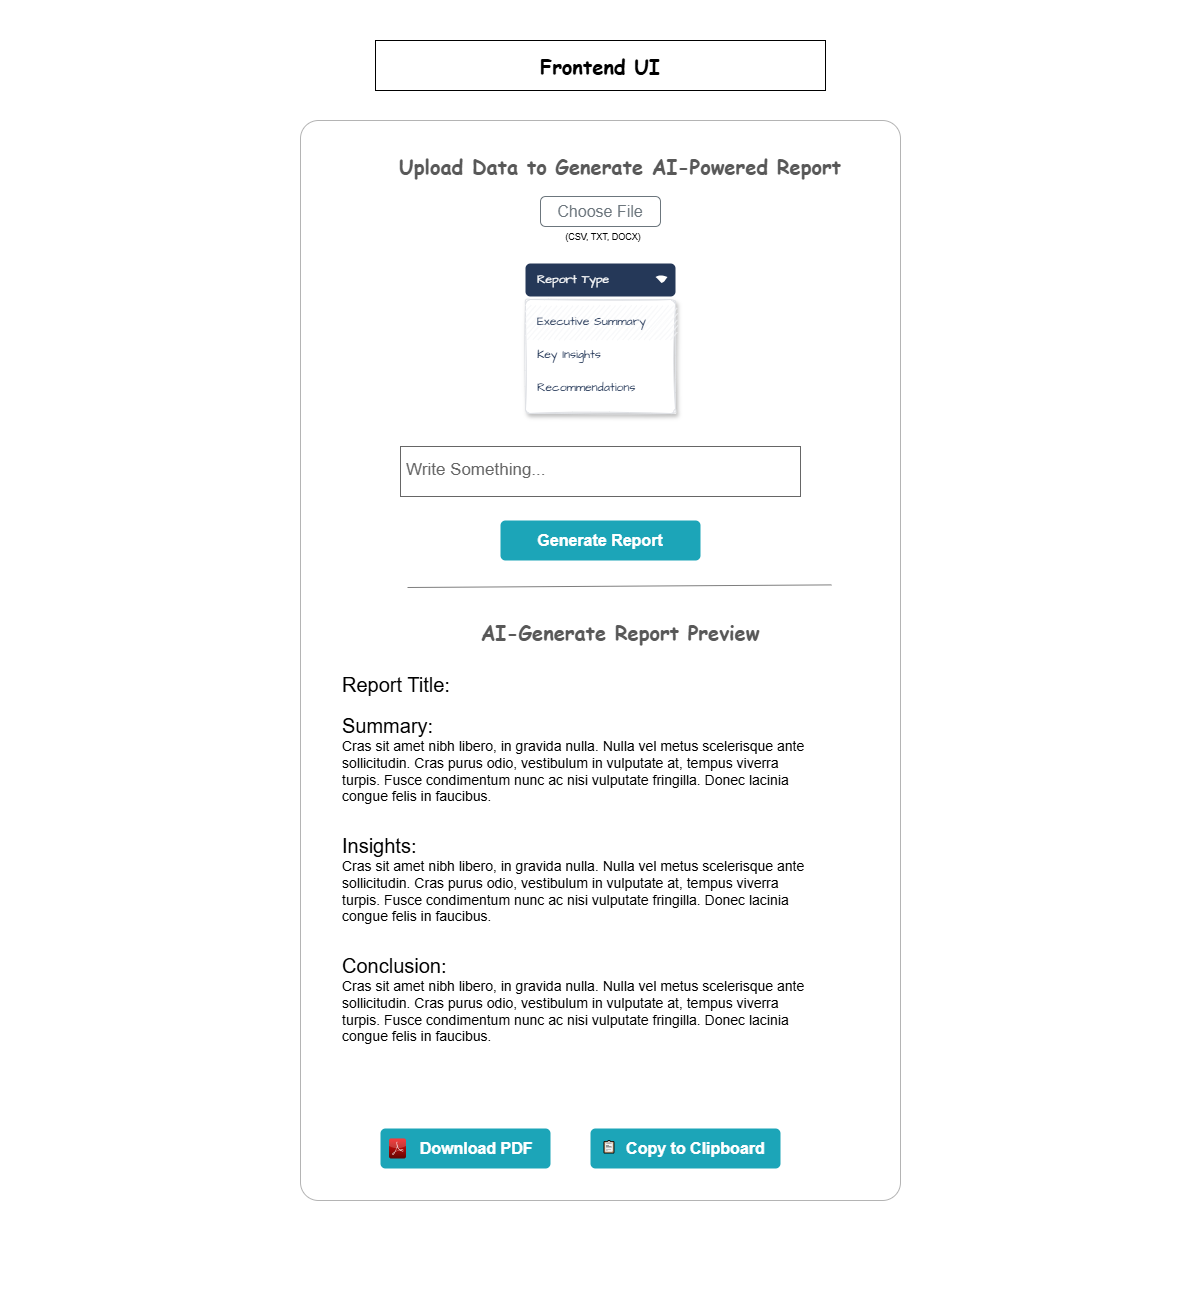 Frontend UI
Upload Data to Generate AI-Powered Report
Choose File
(CSV, TXT, DOCX)
Report Type
Executive Summary
Key Insights
Recommendations
Write Something...
Generate Report
AI-Generate Report Preview
Report Title:
Summary:
Cras sit amet nibh libero, in gravida nulla. Nulla vel metus scelerisque ante
sollicitudin. Cras purus odio, vestibulum in vulputate at, tempus viverra
turpis. Fusce condimentum nunc ac nisi vulputate fringilla. Donec lacinia
congue felis in faucibus.
Insights:
Cras sit amet nibh libero, in gravida nulla. Nulla vel metus scelerisque ante
sollicitudin. Cras purus odio, vestibulum in vulputate at, tempus viverra
turpis. Fusce condimentum nunc ac nisi vulputate fringilla. Donec lacinia
congue felis in faucibus.
Conclusion:
Cras sit amet nibh libero, in gravida nulla. Nulla vel metus scelerisque ante
sollicitudin. Cras purus odio, vestibulum in vulputate at, tempus viverra
turpis. Fusce condimentum nunc ac nisi vulputate fringilla. Donec lacinia
congue felis in faucibus.
Download PDF
Copy to Clipboard